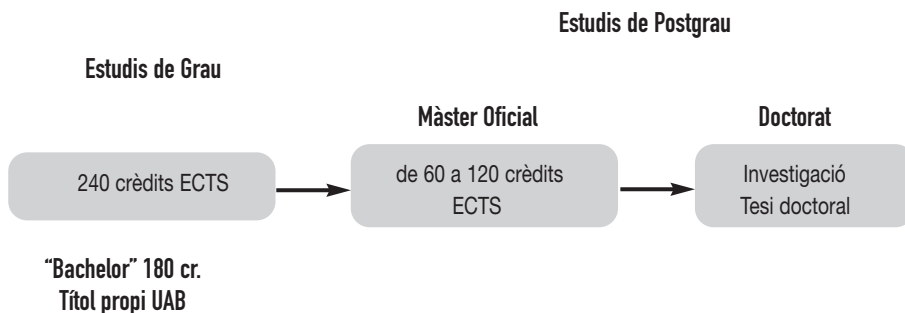 Estudis de Postgrau
Estudis de Grau
Màster Oficial
Doctorat
240 crèdits ECTS
de 60 a 120 crèdits
ECTS
Investigació
Tesi doctoral
“Bachelor” 180 cr.
Títol propi UAB